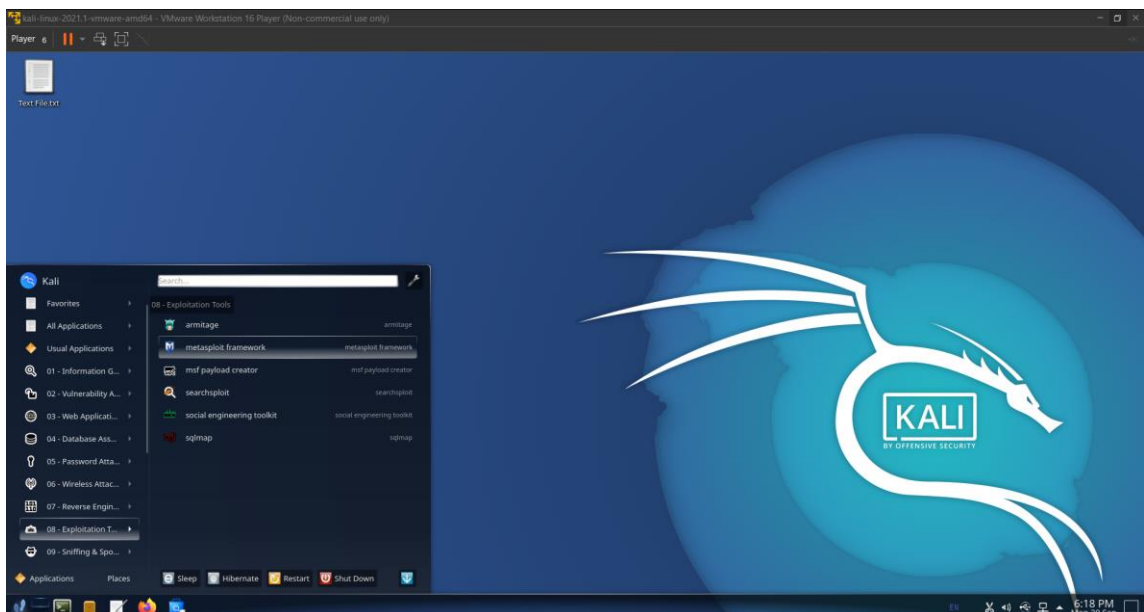 kali-linux-2021.1-vmware-amd64 - VMware Workstation 16 Player (Non-commercial use only)
Player
Text File.txt
Kali
Search...
Favorites
08 - Exploitation Tools
All Applications
armitage armitage
Usual Applications
metasploit framework metasploit framework
01 - Information G...
msf payload creator msf payload creator
02 - Vulnerability A...
searchsploit searchsploit
03 - Web Applicati...
social engineering toolkit social engineering toolkit
04 - Database Ass...
sqlmap sqlmap
05 - Password Atta...
06 - Wireless Attac...
07 - Reverse Engin...
08 - Exploitation T...
09 - Sniffing & Spo...
Applications Places Sleep Hibernate Restart Shut Down
KALI
BY OFFENSIVE SECURITY
EN 6:18 PM